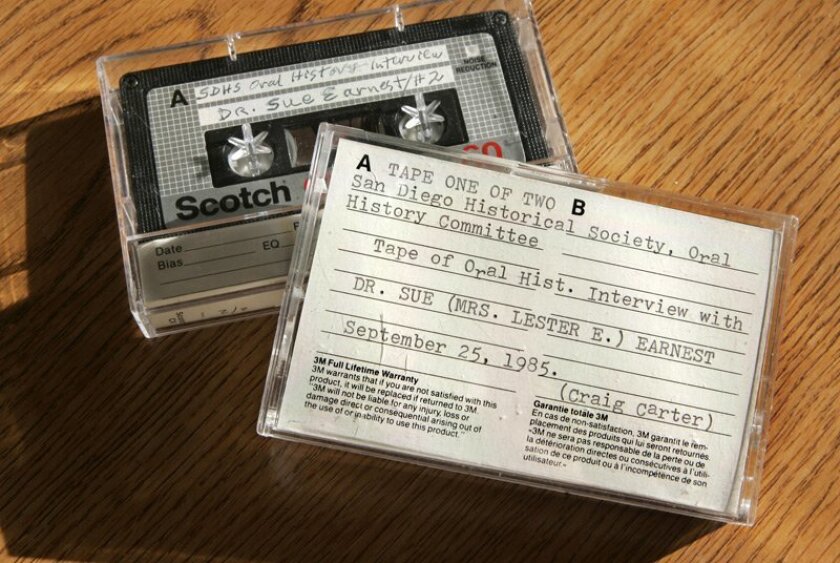 A
SDHS Oral History Interview
DR. Sue Earnest/#2
NOISE
REDUCTION
Scotch
Date
Bias
EQ
A TAPE ONE OF TWO B
San Diego Historical Society, Oral
History Committee
Tape of Oral Hist. Interview with
DR. SUE (MRS. LESTER E.) EARNEST
September 25, 1985.
(Craig Carter)
3M Full Lifetime Warranty
3M warrants that if you are not satisfied with this
product, it will be replaced if returned to 3M.
"3M will not be liable for any injury, loss or
damage direct or consequential arising out of
the use of or inability to use this product."
Garantie totale 3M
En cas de non-satisfaction, 3M garantit le rem-
placement des produits qui lui seront retournés.
«3M ne sera pas responsable de la perte ou de
la détérioration directes ou consécutives à l'utili-
sation de ce produit ou à l'incompétence de son
utilisateur.»